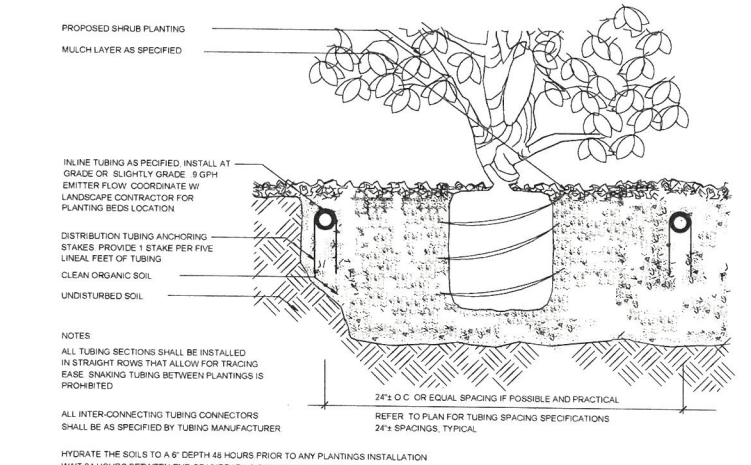 PROPOSED SHRUB PLANTING
MULCH LAYER AS SPECIFIED
INLINE TUBING AS PECIFIED, INSTALL AT
GRADE OR SLIGHTLY GRADE .9 GPH
EMITTER FLOW COORDINATE W/
LANDSCAPE CONTRACTOR FOR
PLANTING BEDS LOCATION
DISTRIBUTION TUBING ANCHORING
STAKES. PROVIDE 1 STAKE PER FIVE
LINEAL FEET OF TUBING
CLEAN ORGANIC SOIL
UNDISTURBED SOIL
NOTES
ALL TUBING SECTIONS SHALL BE INSTALLED
IN STRAIGHT ROWS THAT ALLOW FOR TRACING
EASE. SNAKING TUBING BETWEEN PLANTINGS IS
PROHIBITED
24"± O.C. OR EQUAL SPACING IF POSSIBLE AND PRACTICAL
ALL INTER-CONNECTING TUBING CONNECTORS
SHALL BE AS SPECIFIED BY TUBING MANUFACTURER
REFER TO PLAN FOR TUBING SPACING SPECIFICATIONS
24"± SPACINGS, TYPICAL
HYDRATE THE SOILS TO A 6" DEPTH 48 HOURS PRIOR TO ANY PLANTINGS INSTALLATION